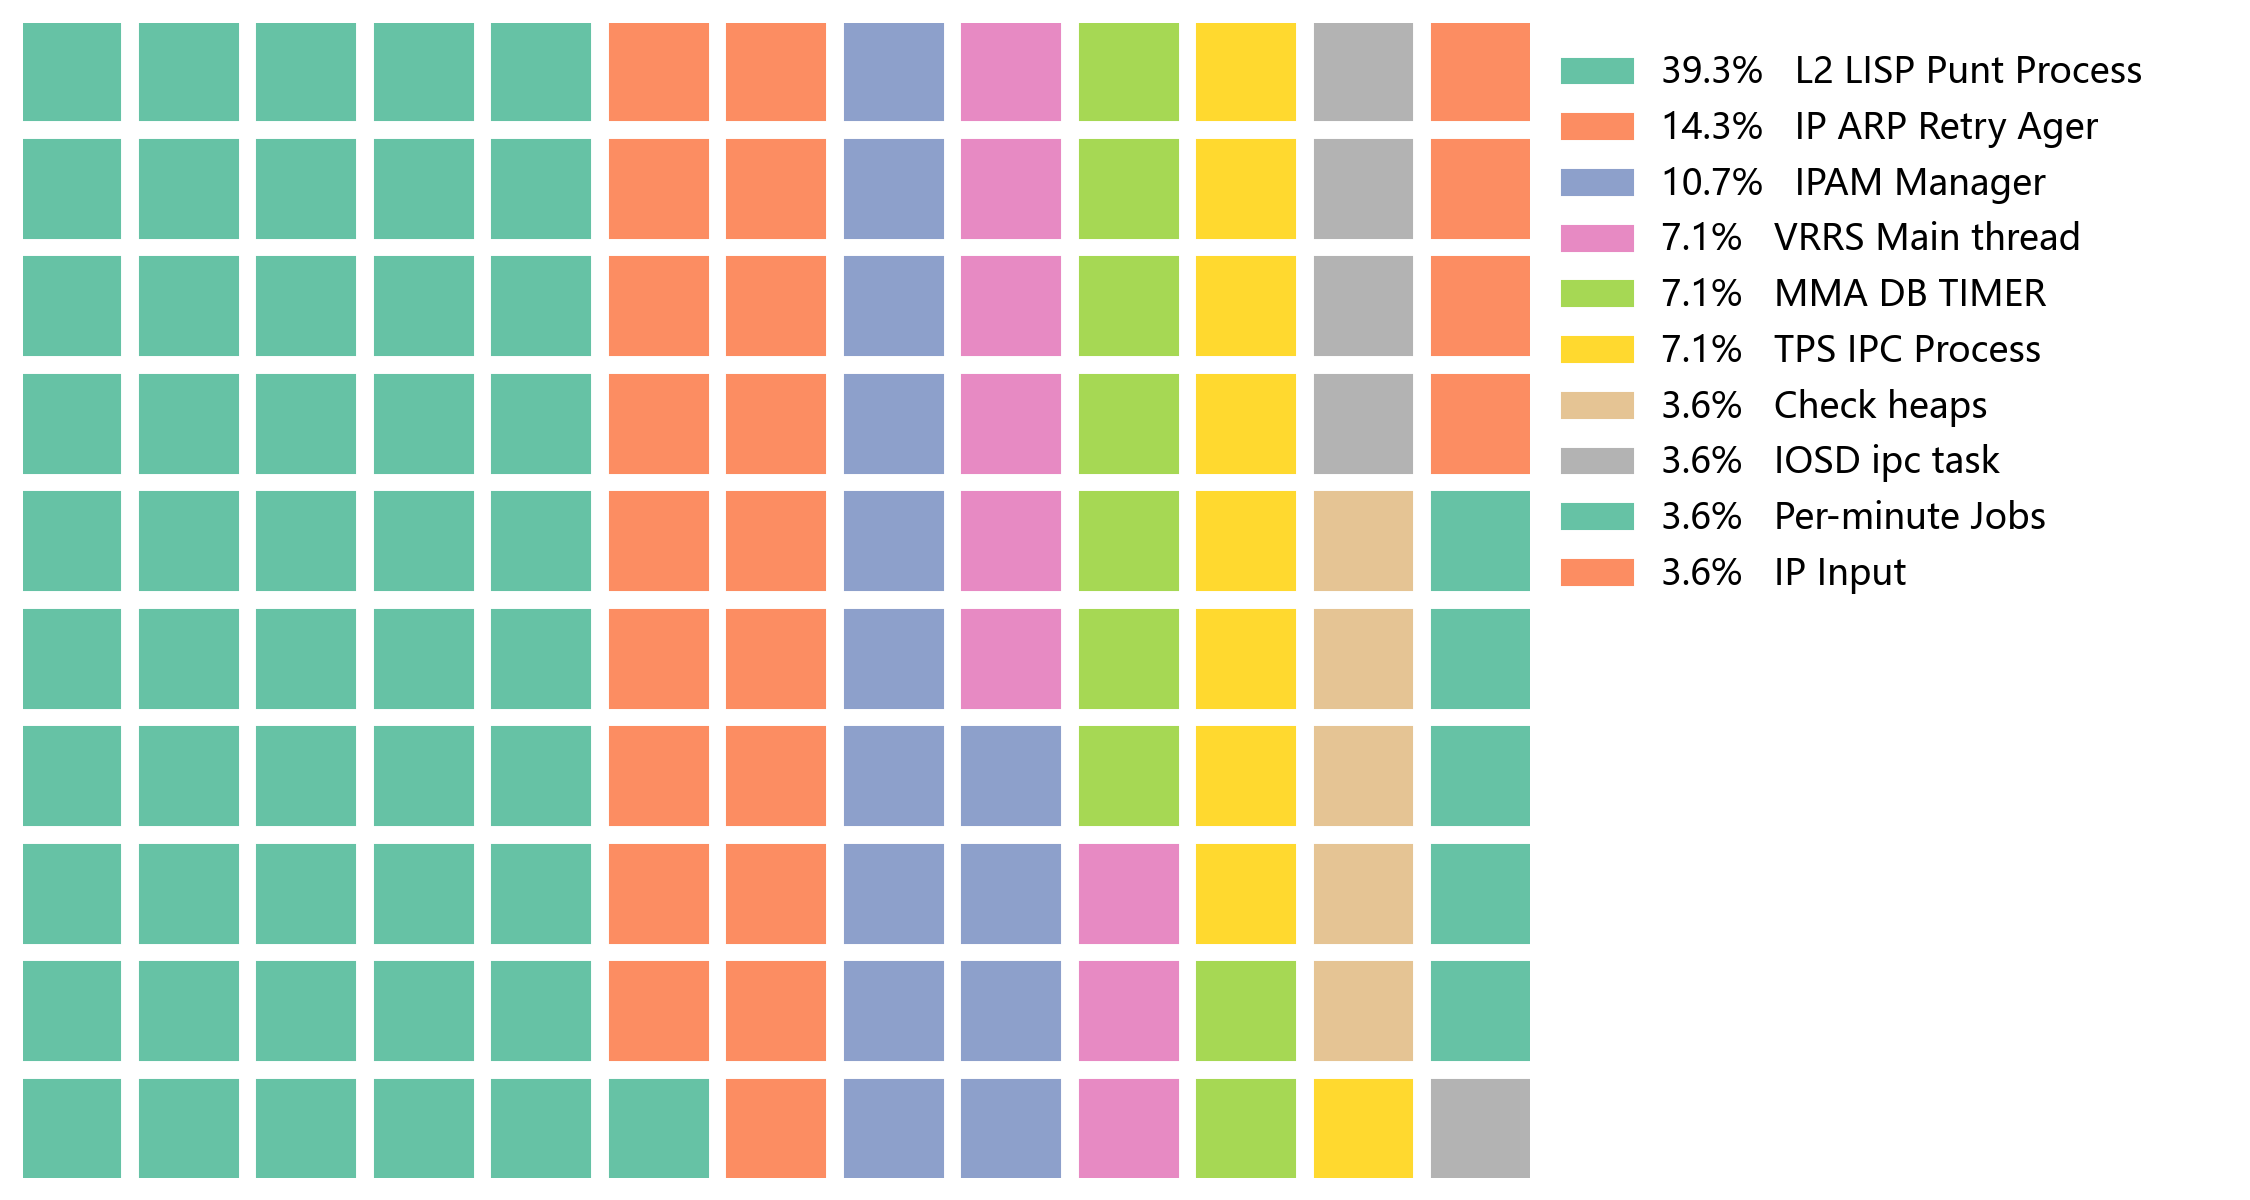 39.3% L2 LISP Punt Process
14.3% IP ARP Retry Ager
10.7% IPAM Manager
7.1% VRRS Main thread
7.1% MMA DB TIMER
7.1% TPS IPC Process
3.6% Check heaps
3.6% IOSD ipc task
3.6% Per-minute Jobs
3.6% IP Input